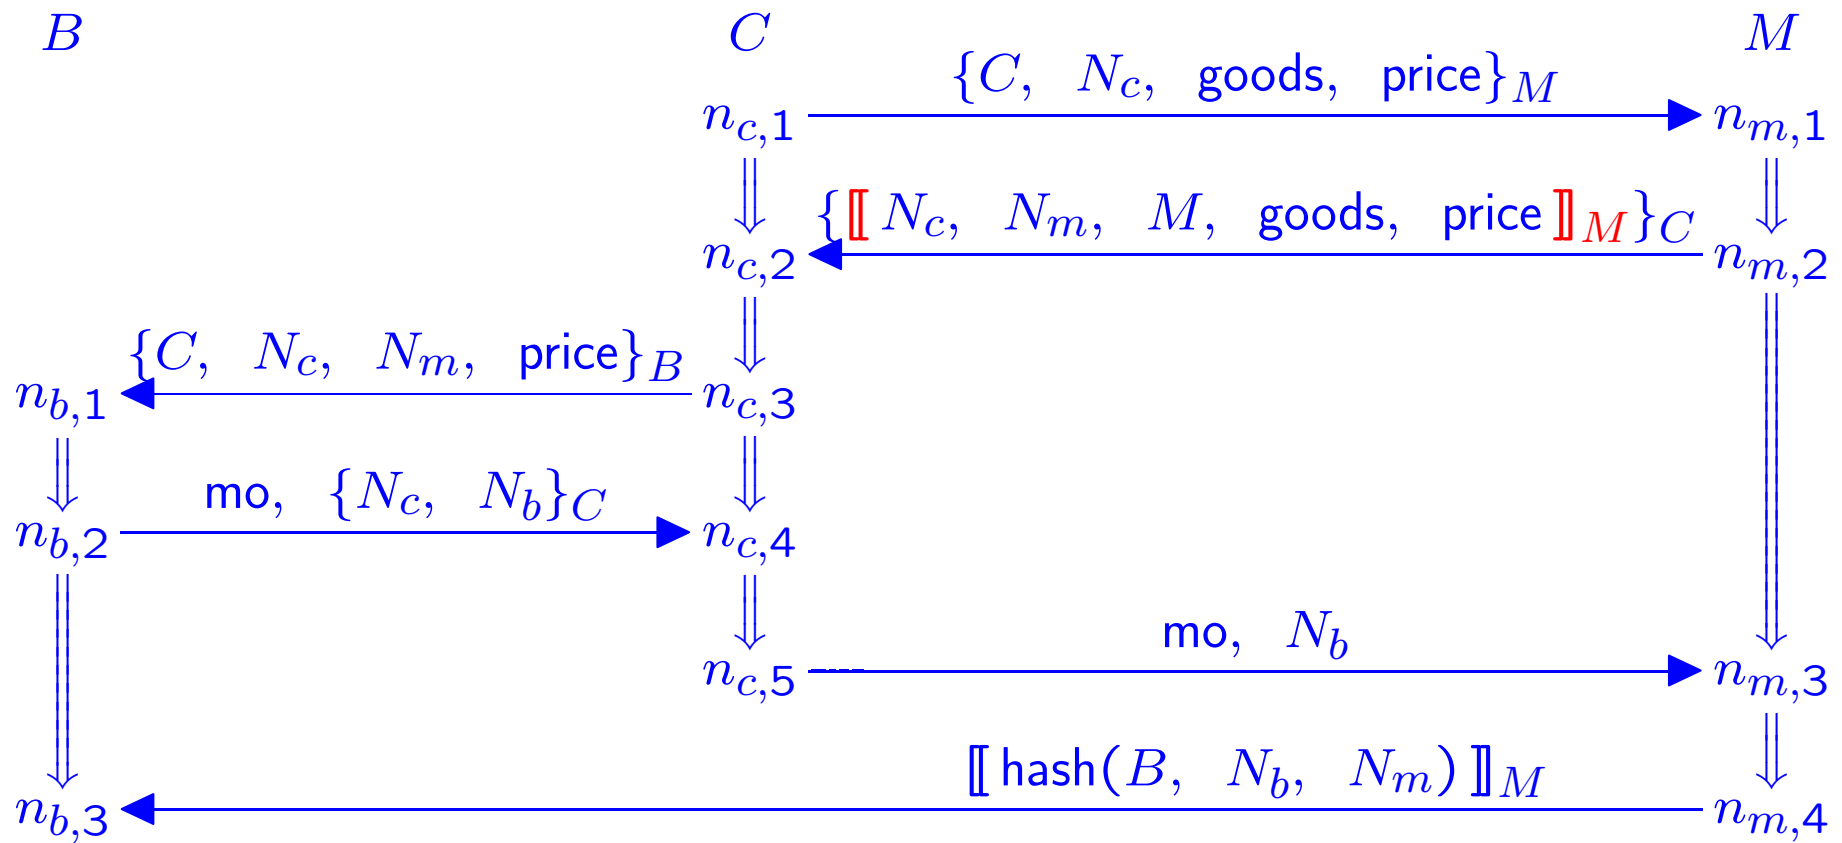 B C M
{C, N_c, goods, price}_M
n_{c,1} n_{m,1}
{⟦ N_c, N_m, M, goods, price ⟧_M}_C
n_{c,2} n_{m,2}
{C, N_c, N_m, price}_B
n_{b,1} n_{c,3}
mo, {N_c, N_b}_C
n_{b,2} n_{c,4}
mo, N_b
n_{c,5} n_{m,3}
⟦ hash(B, N_b, N_m) ⟧_M
n_{b,3} n_{m,4}